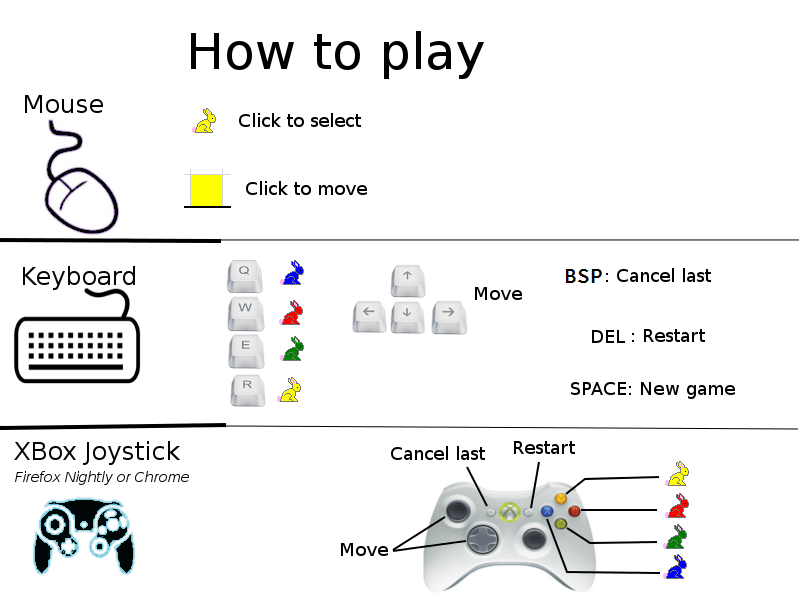 How to play
Mouse
Click to select
Click to move
Keyboard
Q
W
E
R
↑
← ↓ →
Move
BSP: Cancel last
DEL : Restart
SPACE: New game
XBox Joystick
Firefox Nightly or Chrome
Cancel last
Restart
Move